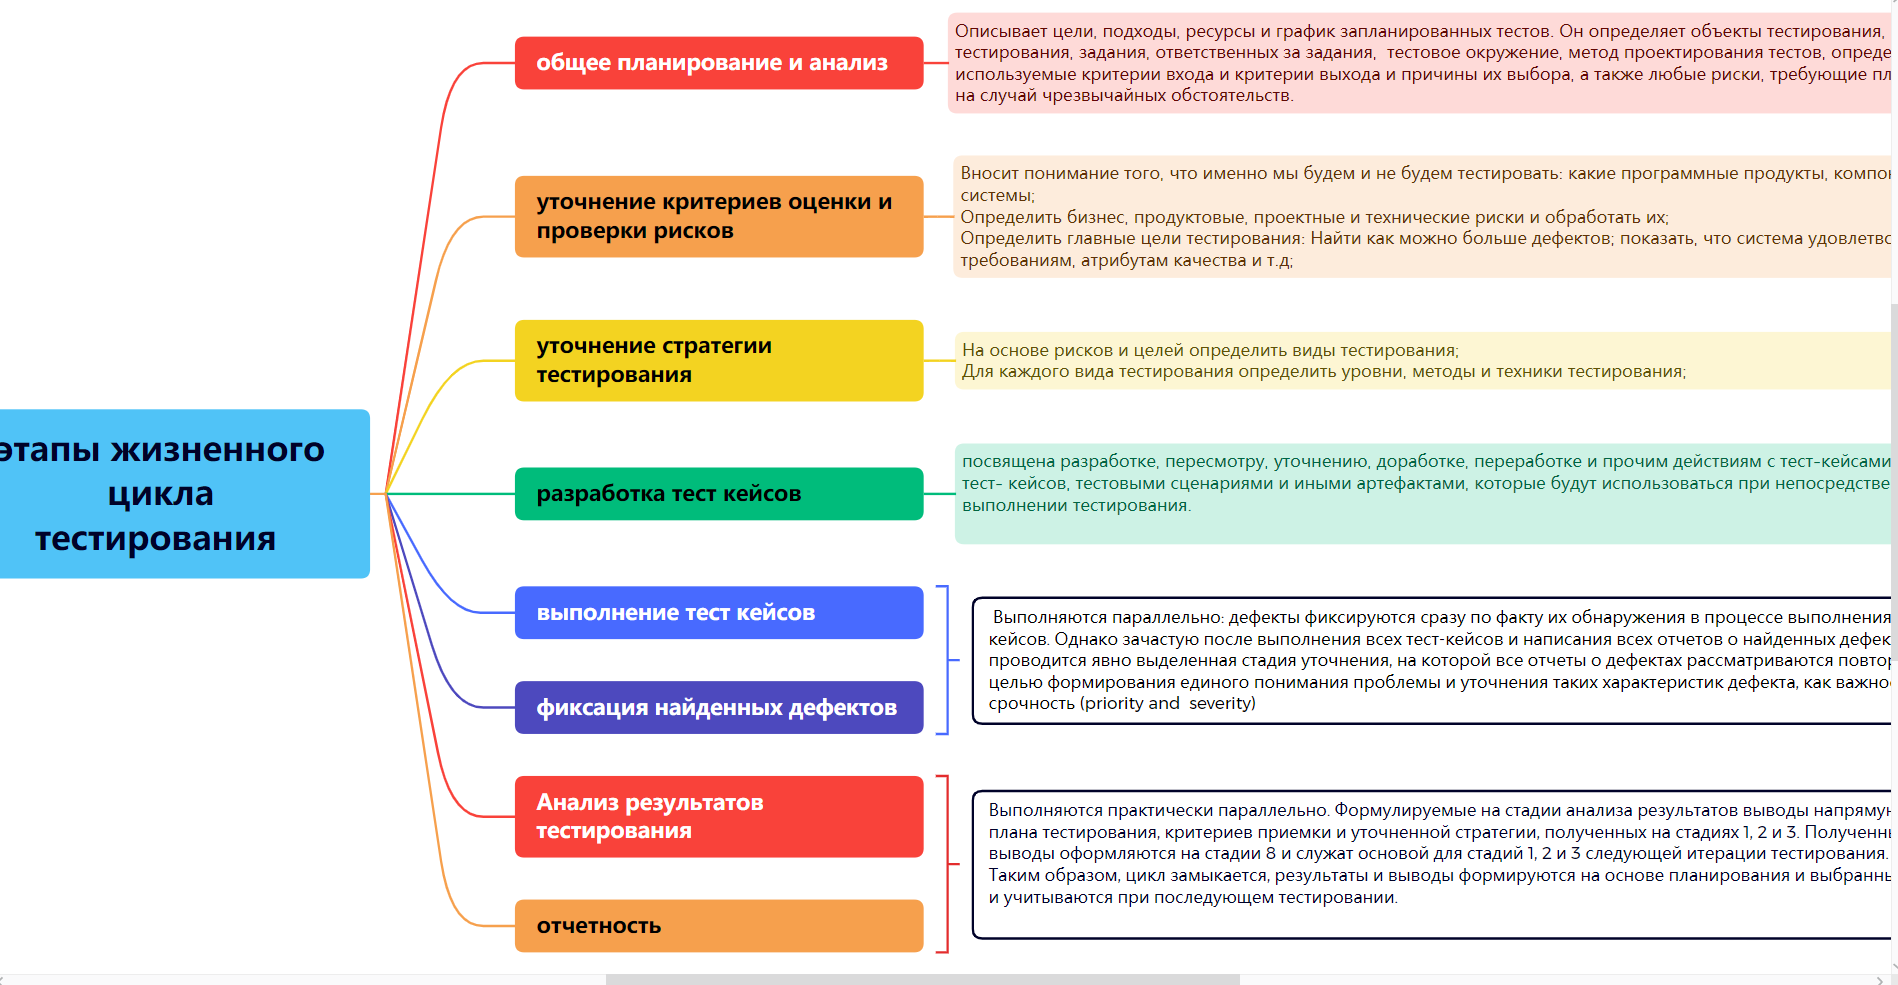 этапы жизненного
цикла
тестирования
общее планирование и анализ
Описывает цели, подходы, ресурсы и график запланированных тестов. Он определяет объекты тестирования,
тестирования, задания, ответственных за задания,  тестовое окружение, метод проектирования тестов,
используемые критерии входа и критерии выхода и причины их выбора, а также любые риски, требующие
на случай чрезвычайных обстоятельств.
уточнение критериев оценки и
проверки рисков
Вносит понимание того, что именно мы будем и не будем тестировать: какие программные продукты,
системы;
Определить бизнес, продуктовые, проектные и технические риски и обработать их;
Определить главные цели тестирования: Найти как можно больше дефектов; показать, что система
требованиям, атрибутам качества и т.д;
уточнение стратегии
тестирования
На основе рисков и целей определить виды тестирования;
Для каждого вида тестирования определить уровни, методы и техники тестирования;
разработка тест кейсов
посвящена разработке, пересмотру, уточнению, доработке, переработке и прочим действиям с тест-кейсами
тест- кейсов, тестовыми сценариями и иными артефактами, которые будут использоваться при
выполнении тестирования.
выполнение тест кейсов
фиксация найденных дефектов
Выполняются параллельно: дефекты фиксируются сразу по факту их обнаружения в процессе выполнения
кейсов. Однако зачастую после выполнения всех тест-кейсов и написания всех отчетов о найденных
проводится явно выделенная стадия уточнения, на которой все отчеты о дефектах рассматриваются
целью формирования единого понимания проблемы и уточнения таких характеристик дефекта, как
срочность (priority and  severity)
Анализ результатов
тестирования
отчетность
Выполняются практически параллельно. Формулируемые на стадии анализа результатов выводы
плана тестирования, критериев приемки и уточненной стратегии, полученных на стадиях 1, 2 и 3.
выводы оформляются на стадии 8 и служат основой для стадий 1, 2 и 3 следующей итерации тестирования.
Таким образом, цикл замыкается, результаты и выводы формируются на основе планирования и
и учитываются при последующем тестировании.